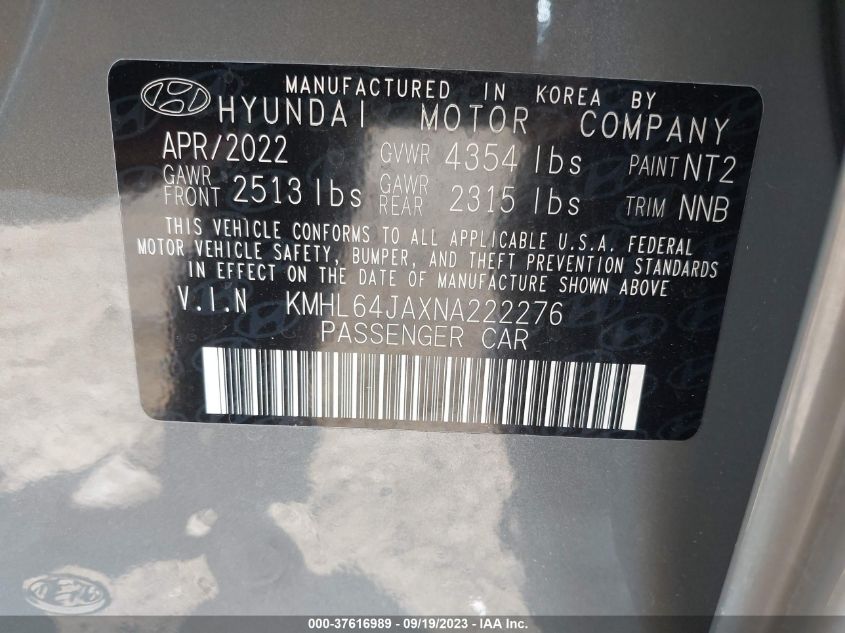 MANUFACTURED IN KOREA BY
HYUNDAI MOTOR COMPANY
APR/2022 GVWR 4354 lbs PAINT NT2
GAWR FRONT 2513 lbs GAWR REAR 2315 lbs TRIM NNB
THIS VEHICLE CONFORMS TO ALL APPLICABLE U.S.A. FEDERAL
MOTOR VEHICLE SAFETY, BUMPER, AND THEFT PREVENTION STANDARDS
IN EFFECT ON THE DATE OF MANUFACTURE SHOWN ABOVE
V.I.N KMHL64JAXNA222276
PASSENGER CAR
000-37616989 - 09/19/2023 - IAA Inc.